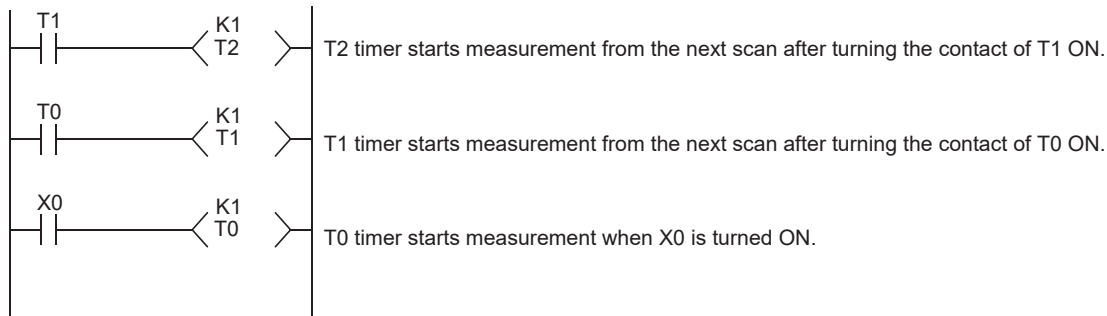 T1
K1
T2
T2 timer starts measurement from the next scan after turning the contact of T1 ON.
T0
K1
T1
T1 timer starts measurement from the next scan after turning the contact of T0 ON.
X0
K1
T0
T0 timer starts measurement when X0 is turned ON.